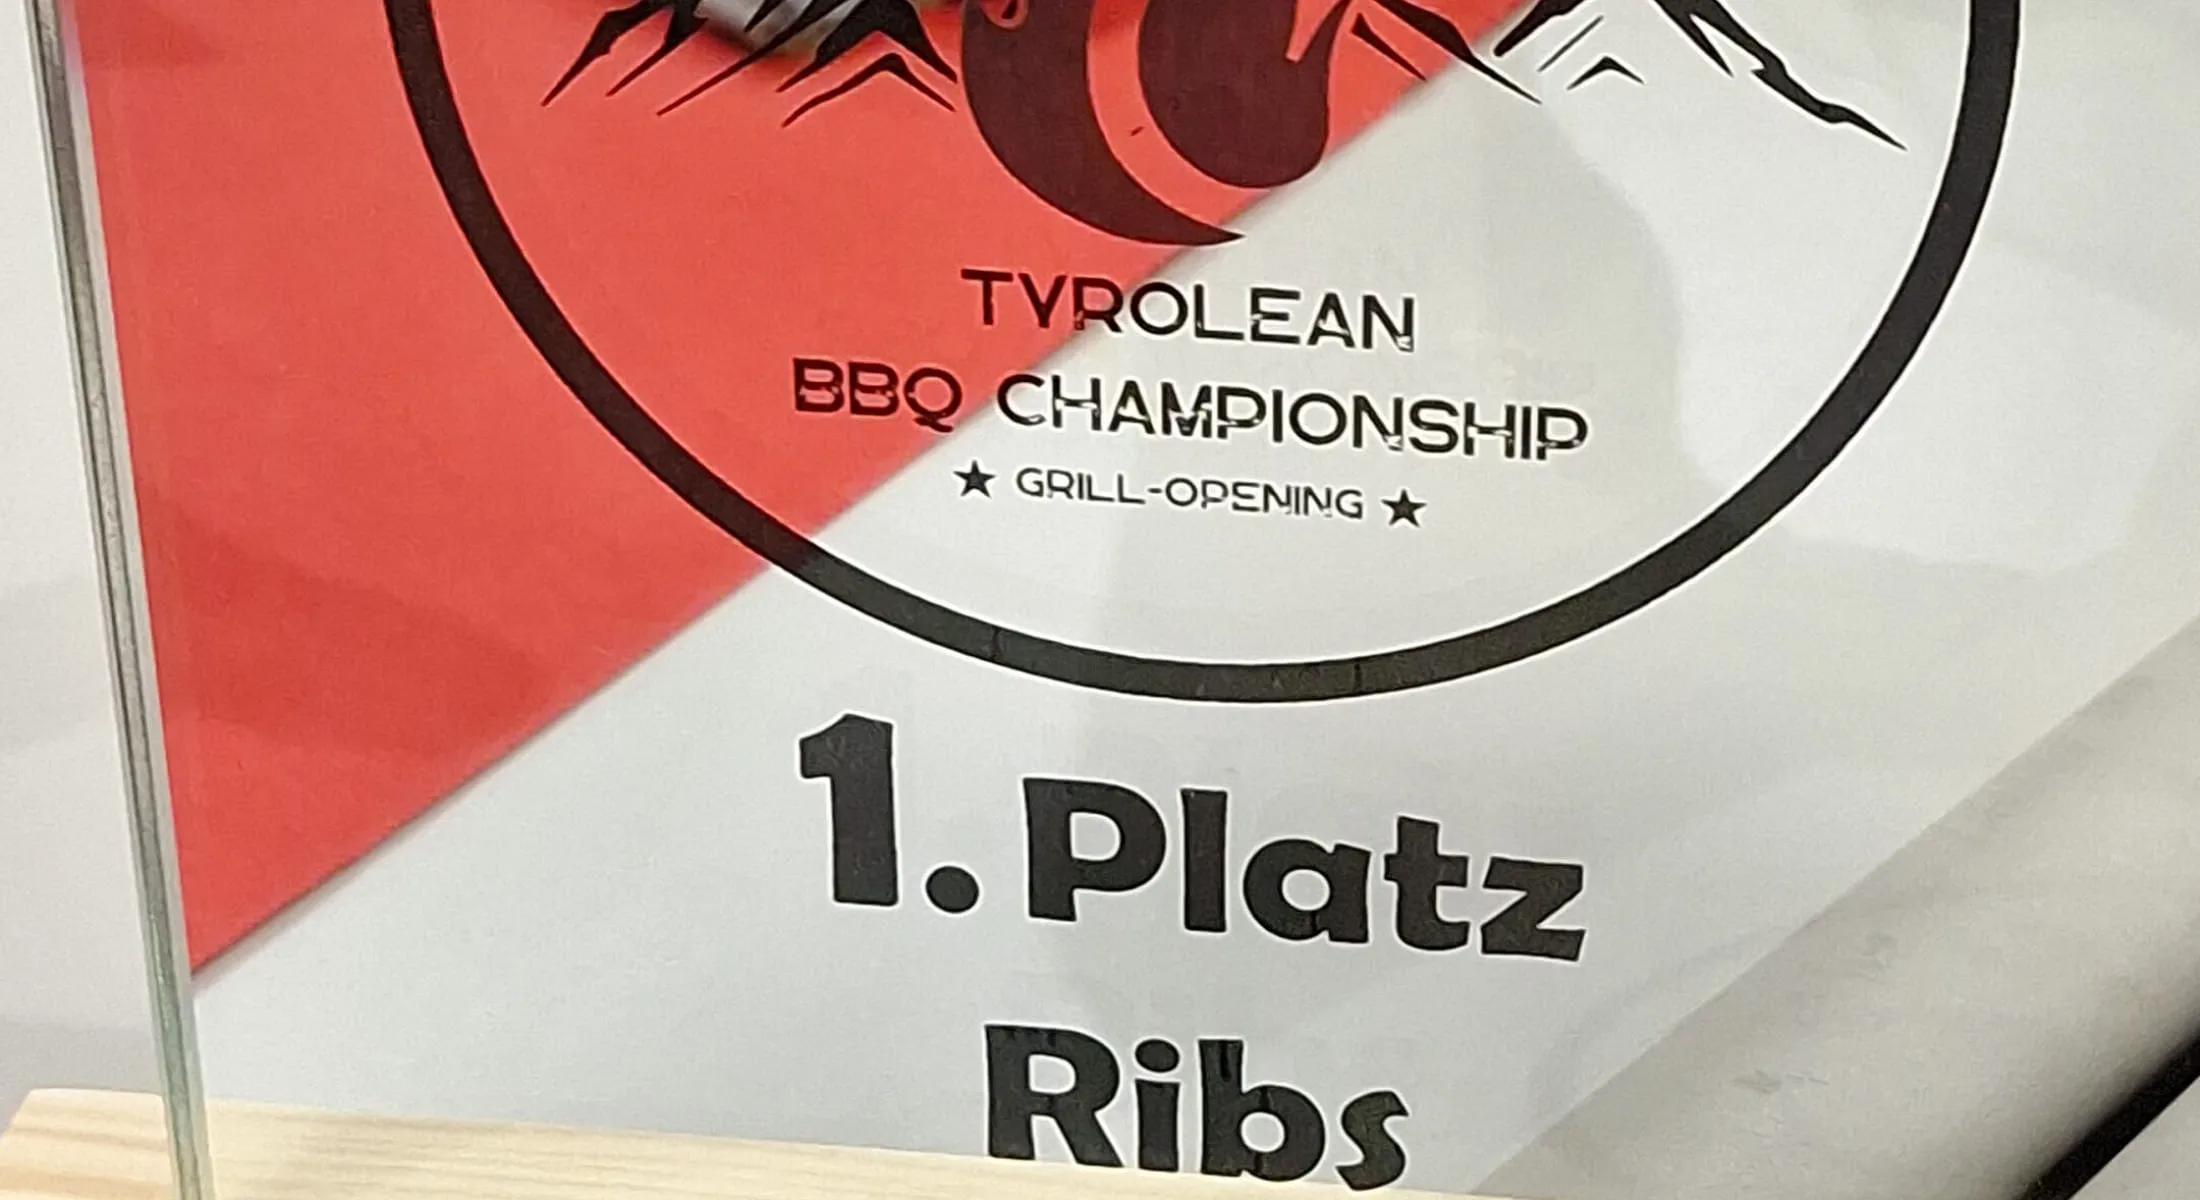 TYROLEAN
BBQ CHAMPIONSHIP
★ GRILL-OPENING ★
1. Platz
Ribs